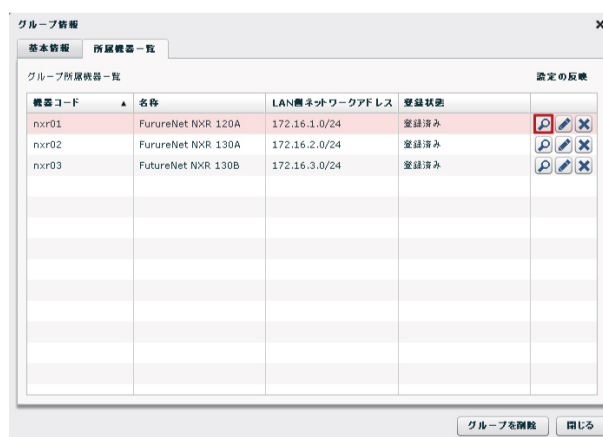 グループ情報
x
基本情報 所属機器一覧
グループ所属機器一覧 設定の反映
機器コード ▲ 名称 LAN側ネットワークアドレス 登録状態
nxr01 FurureNet NXR 120A 172.16.1.0/24 登録済み
nxr02 FurureNet NXR 130A 172.16.2.0/24 登録済み
nxr03 FutureNet NXR 130B 172.16.3.0/24 登録済み
グループを削除 閉じる